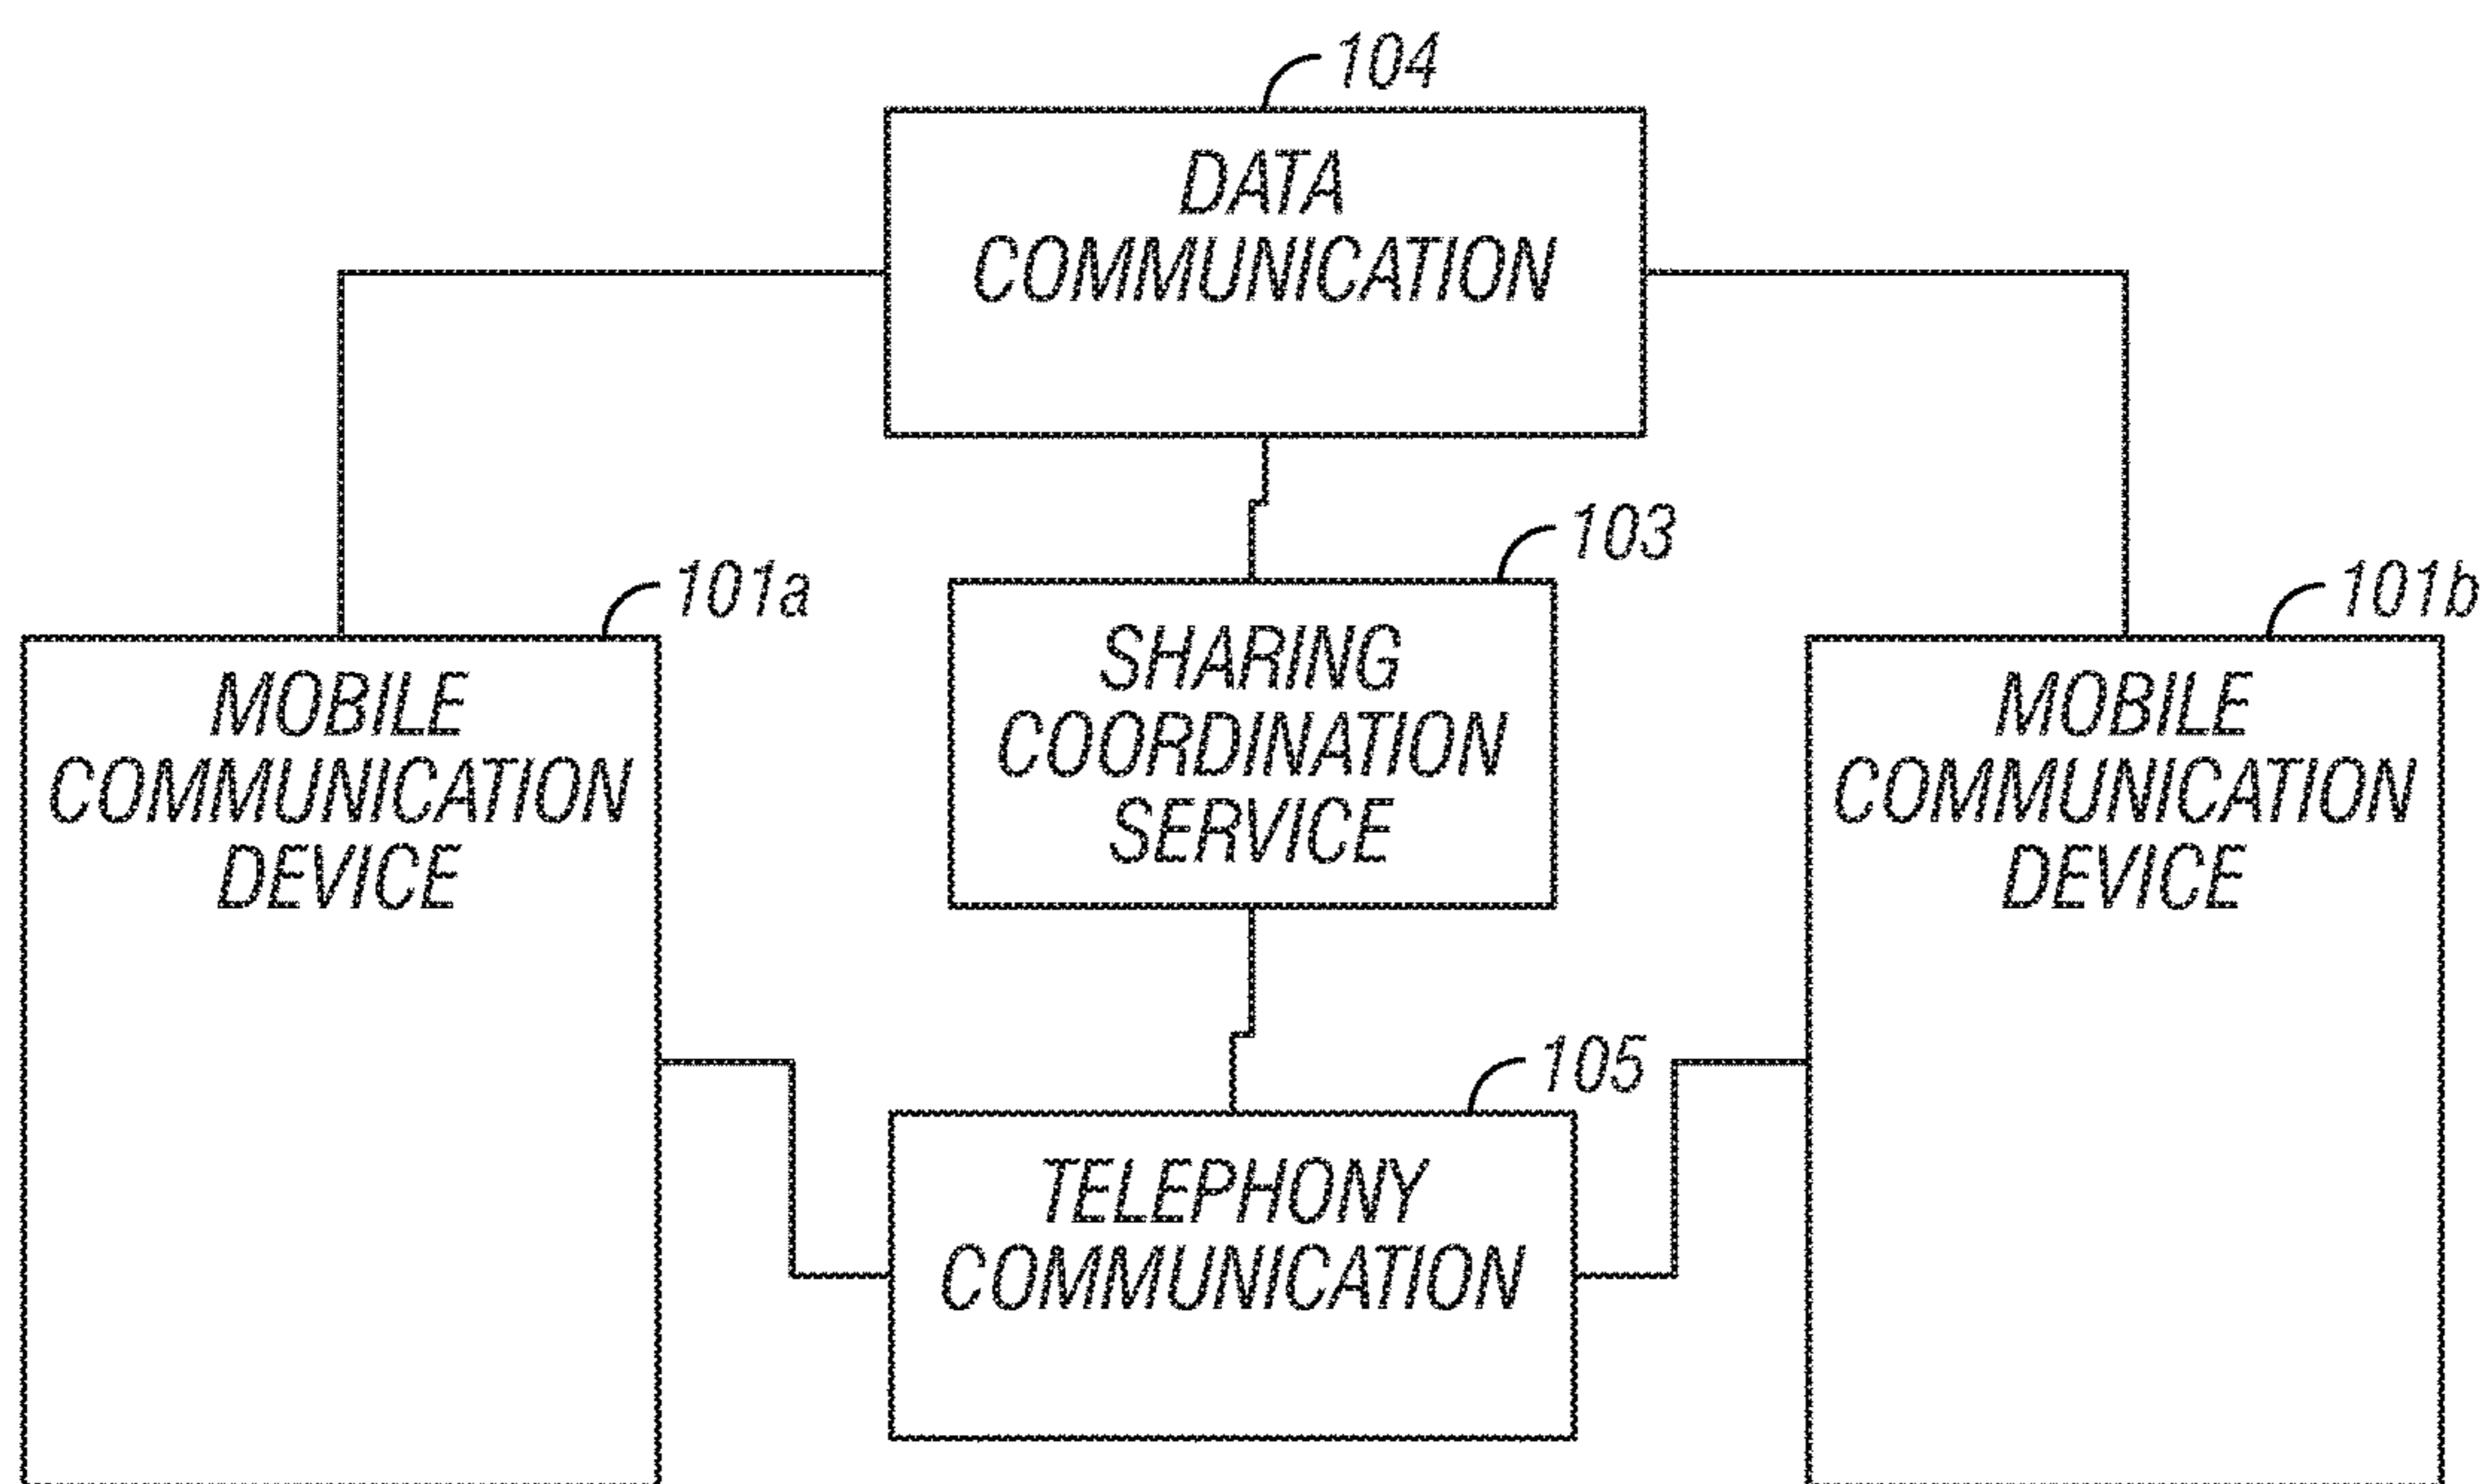 104
DATA
COMMUNICATION
103
SHARING
COORDINATION
SERVICE
101a
MOBILE
COMMUNICATION
DEVICE
101b
MOBILE
COMMUNICATION
DEVICE
105
TELEPHONY
COMMUNICATION